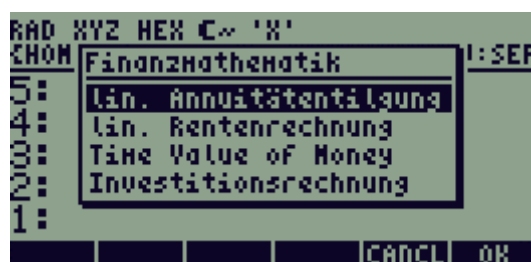 RAD XYZ HEX C~ 'X'
Finanzmathematik
5:
lin. Annuitätentilgung
4:
lin. Rentenrechnung
3:
Time Value of Money
2:
Investitionsrechnung
1:
CANCL OK